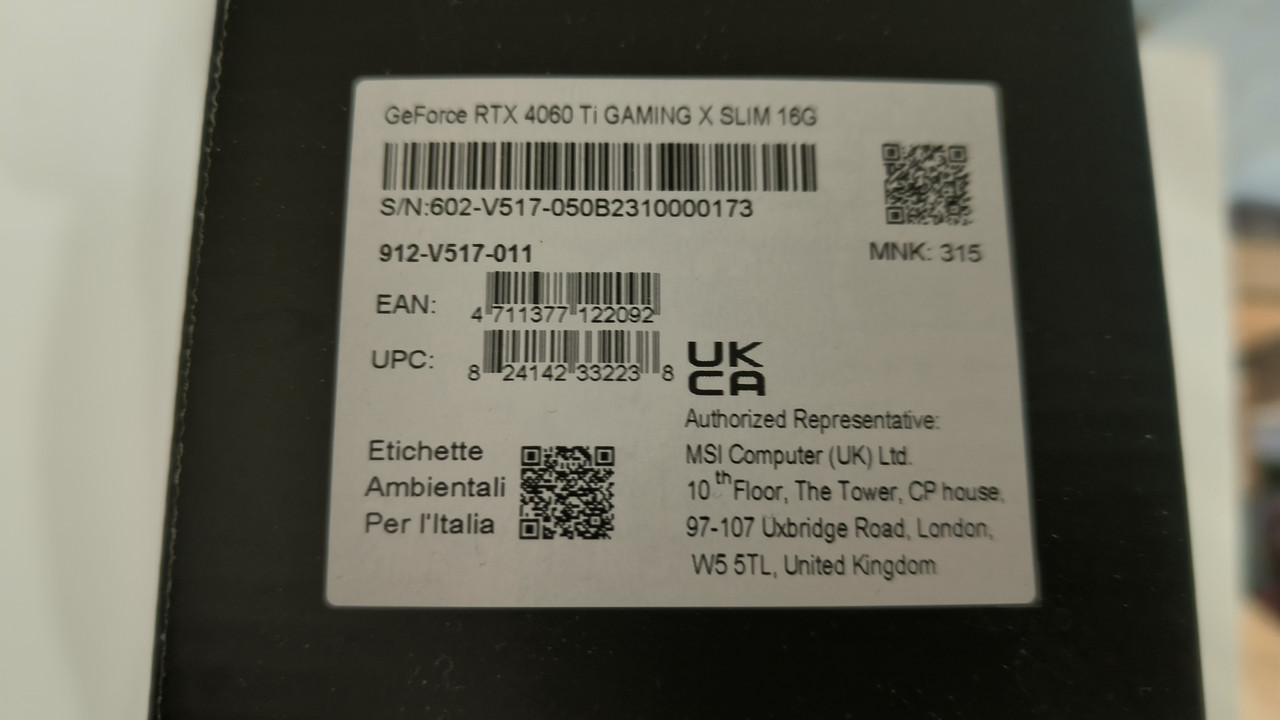 GeForce RTX 4060 Ti GAMING X SLIM 16G
S/N:602-V517-050B2310000173
912-V517-011
MNK: 315
EAN:
4 711377 122092
UPC:
8 24142 33223 8
UK
CA
Authorized Representative:
MSI Computer (UK) Ltd.
10th Floor, The Tower, CP house,
97-107 Uxbridge Road, London,
W5 5TL, United Kingdom
Etichette
Ambientali
Per l'Italia